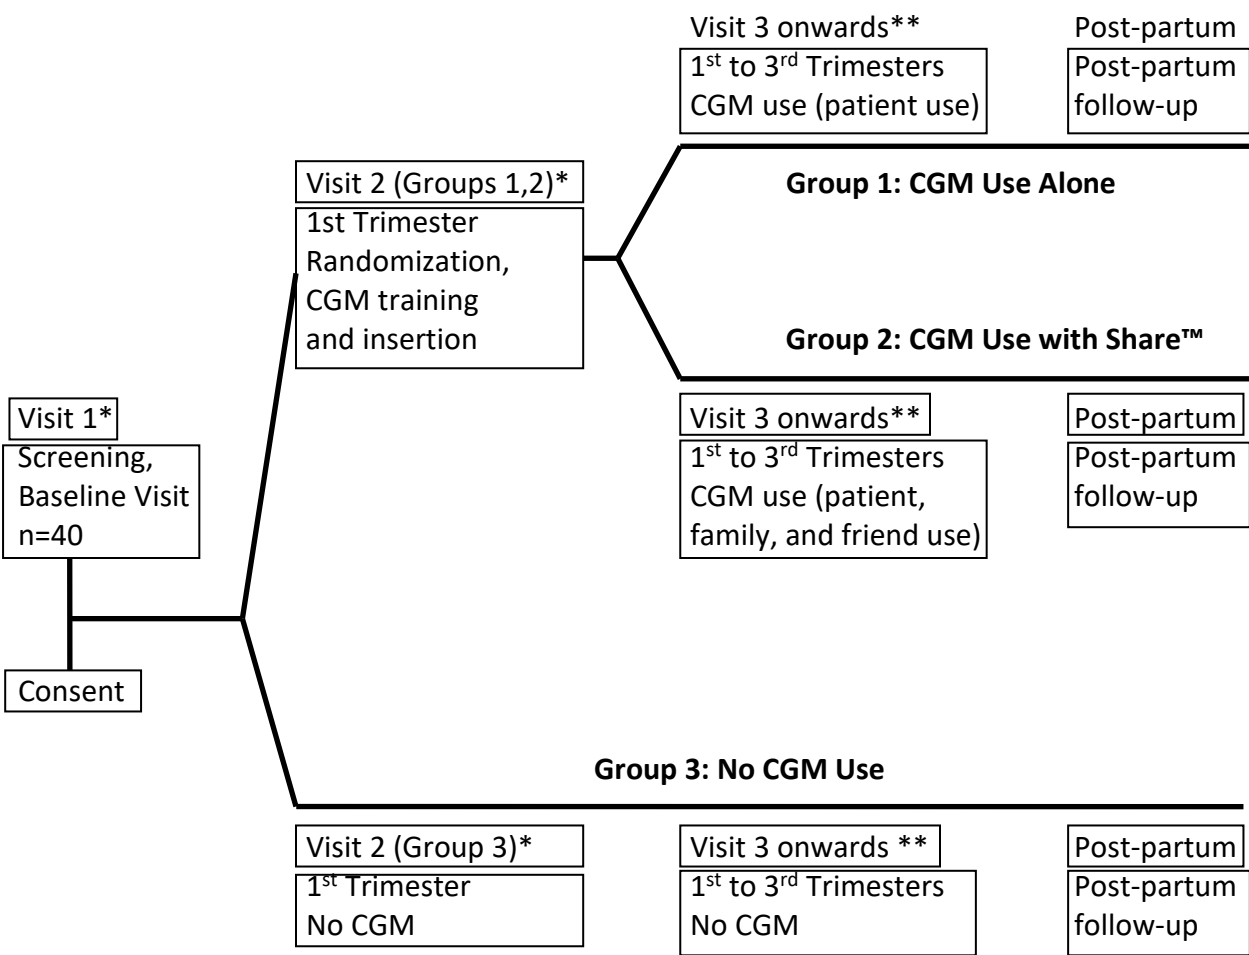 Visit 3 onwards**
Post-partum
1st to 3rd Trimesters
CGM use (patient use)
Post-partum
follow-up
Visit 2 (Groups 1,2)*
1st Trimester
Randomization,
CGM training
and insertion
Group 1: CGM Use Alone
Group 2: CGM Use with Share™
Visit 3 onwards**
Post-partum
1st to 3rd Trimesters
CGM use (patient,
family, and friend use)
Post-partum
follow-up
Visit 1*
Screening,
Baseline Visit
n=40
Consent
Group 3: No CGM Use
Visit 2 (Group 3)*
1st Trimester
No CGM
Visit 3 onwards **
1st to 3rd Trimesters
No CGM
Post-partum
Post-partum
follow-up